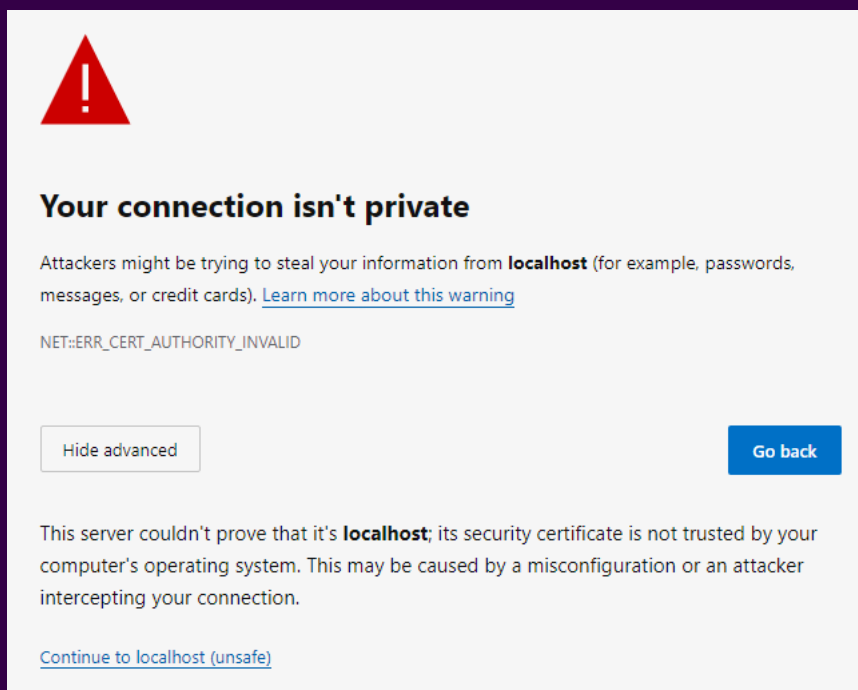 !
Your connection isn't private
Attackers might be trying to steal your information from localhost (for example, passwords,
messages, or credit cards). Learn more about this warning
NET::ERR_CERT_AUTHORITY_INVALID
Hide advanced
Go back
This server couldn't prove that it's localhost; its security certificate is not trusted by your
computer's operating system. This may be caused by a misconfiguration or an attacker
intercepting your connection.
Continue to localhost (unsafe)